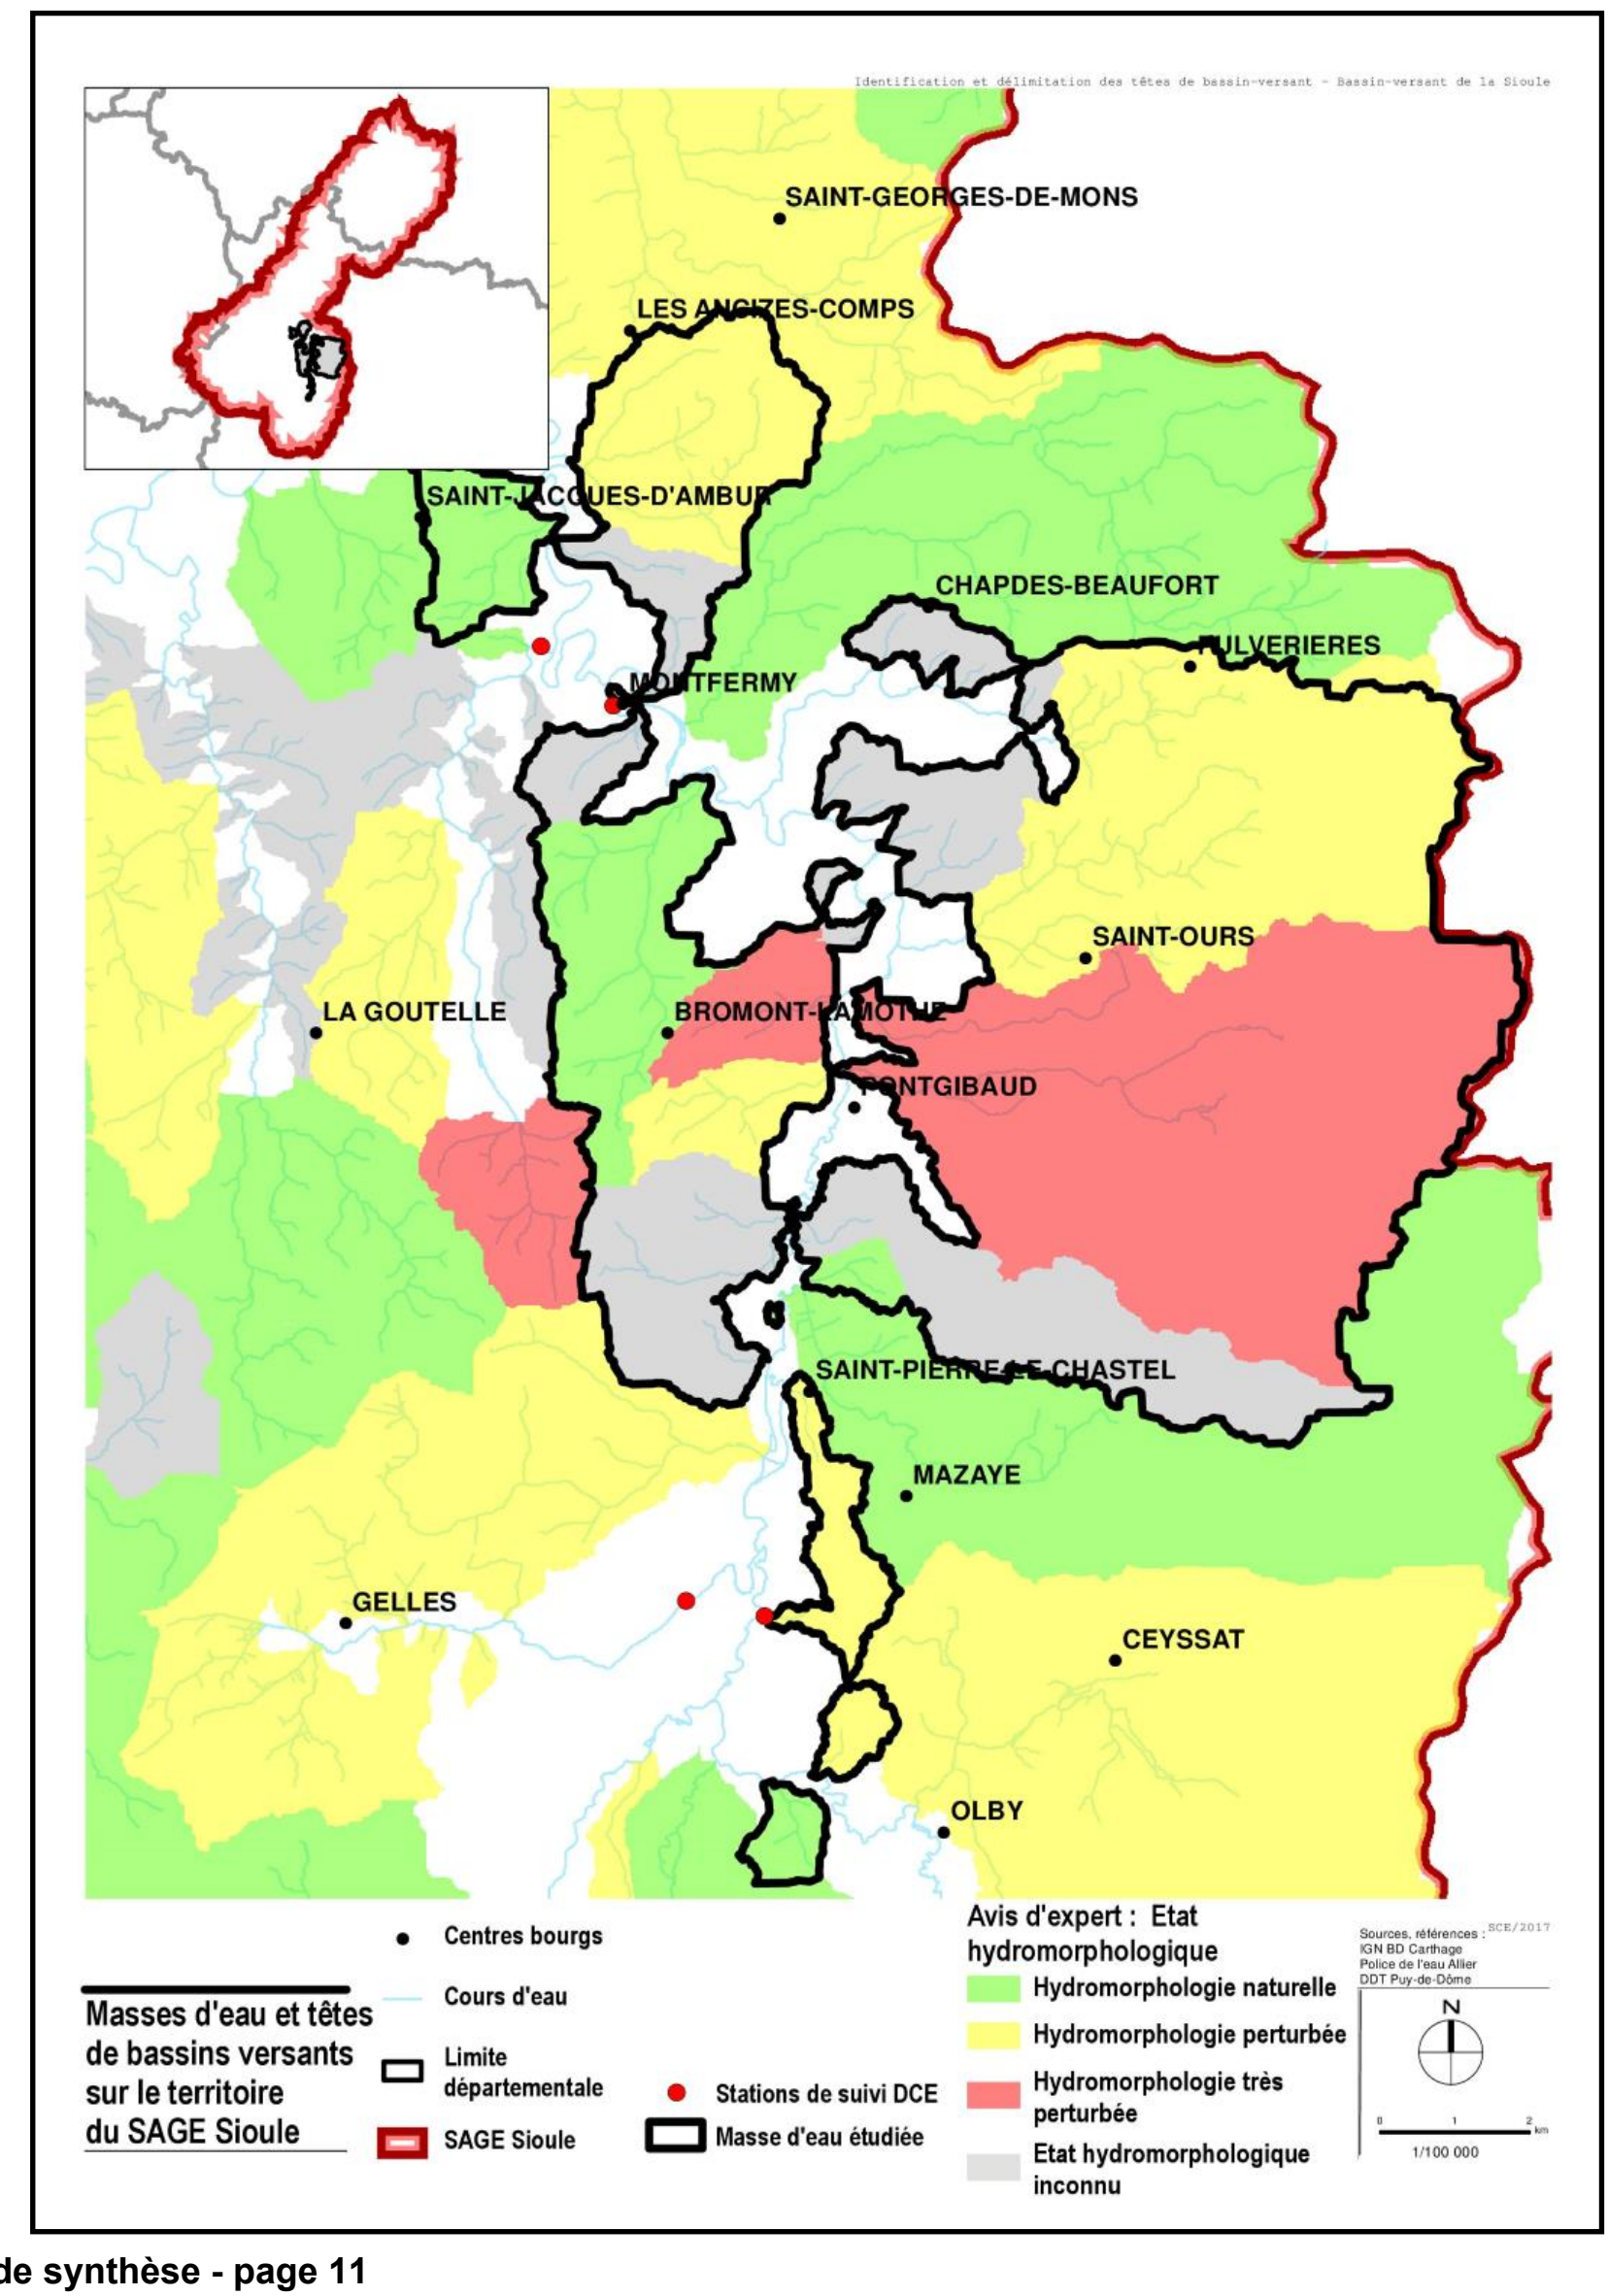 Identification et délimitation des têtes de bassin-versant - Bassin-versant de la Sioule
SAINT-GEORGES-DE-MONS
LES ANCIZES-COMPS
SAINT-JACQUES-D'AMBUR
CHAPDES-BEAUFORT
PULVERIERES
MONTFERMY
SAINT-OURS
LA GOUTELLE
BROMONT-LAMOTHE
PONTGIBAUD
SAINT-PIERRE-LE-CHASTEL
MAZAYE
GELLES
CEYSSAT
OLBY
Masses d'eau et têtes
de bassins versants
sur le territoire
du SAGE Sioule
Centres bourgs
Cours d'eau
Limite
départementale
SAGE Sioule
Stations de suivi DCE
Masse d'eau étudiée
Avis d'expert : Etat
hydromorphologique
Hydromorphologie naturelle
Hydromorphologie perturbée
Hydromorphologie très
perturbée
Etat hydromorphologique
inconnu
Sources, références : SCE/2017
IGN BD Carthage
Police de l'eau Allier
DDT Puy-de-Dôme
N
0 1 2
km
1/100 000
de synthèse - page 11